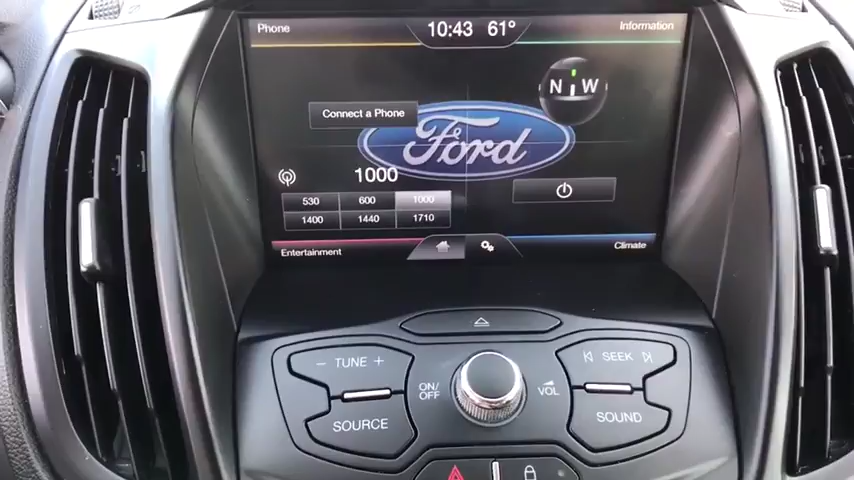 Phone
10:43 61°
Information
N W
Connect a Phone
Ford
1000
530 600 1000
1400 1440 1710
Entertainment
Climate
– TUNE +
SEEK
ON/
OFF
VOL
SOURCE
SOUND